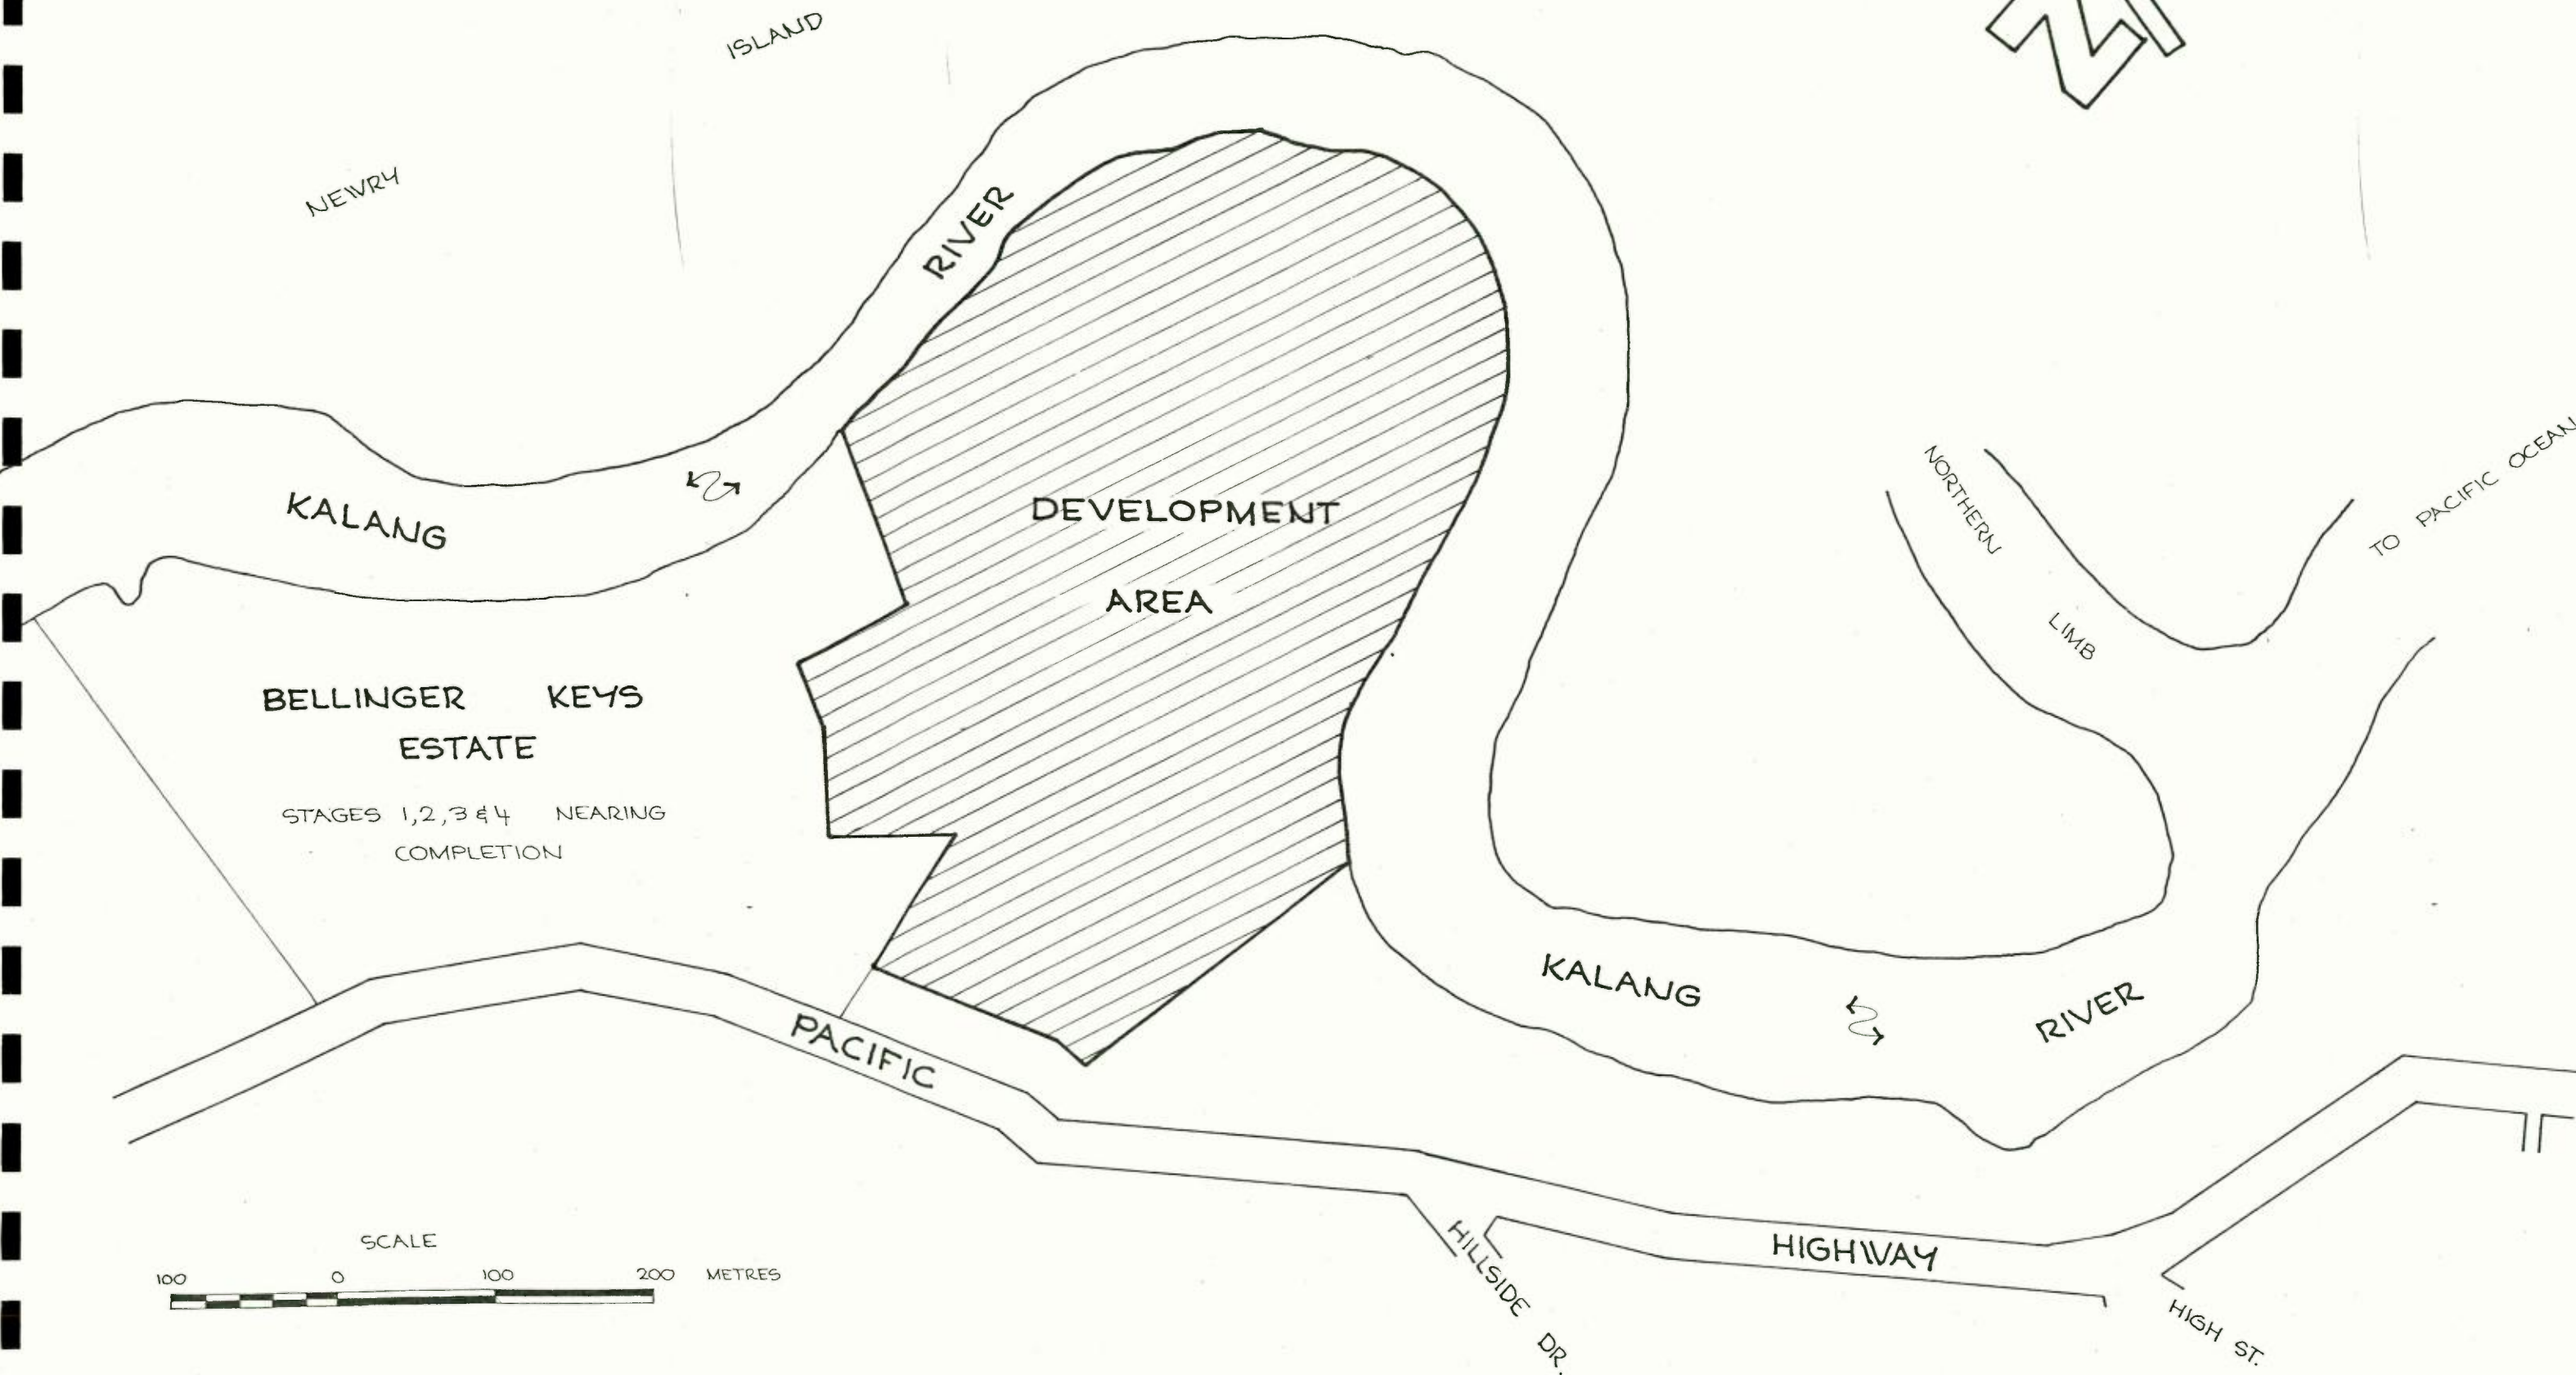 ISLAND
NEWRY
N
RIVER
KALANG
DEVELOPMENT
AREA
NORTHERN
LIMB
TO PACIFIC OCEAN
BELLINGER KEYS
ESTATE
STAGES 1,2,3 & 4 NEARING
COMPLETION
KALANG
RIVER
PACIFIC
HIGHWAY
HILLSIDE DR.
HIGH ST.
SCALE
100 0 100 200 METRES